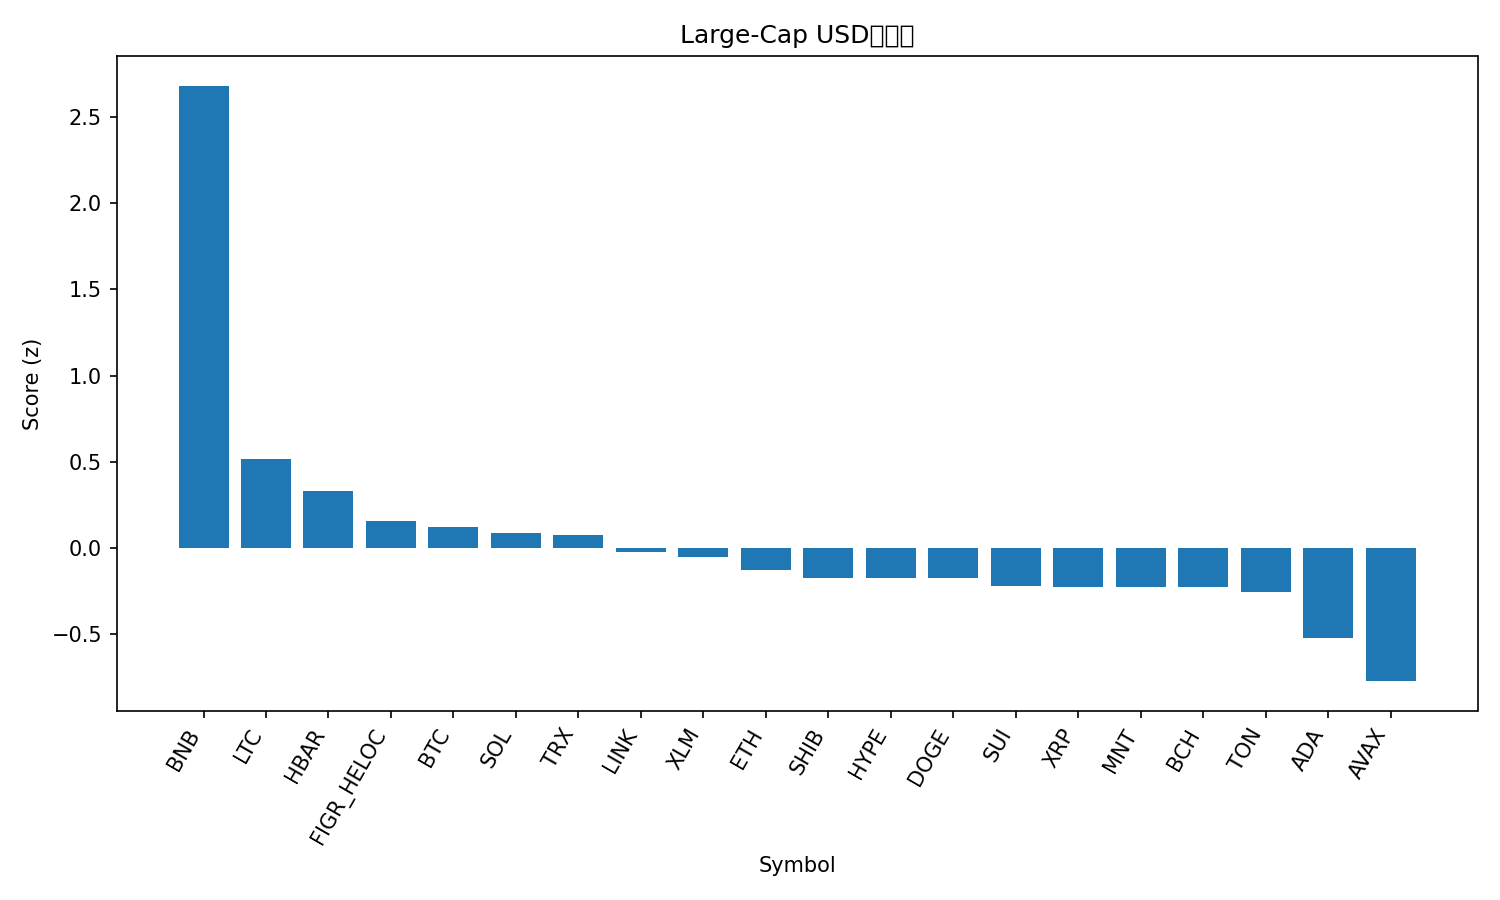 Large-Cap USD
Score (z)
2.5
2.0
1.5
1.0
0.5
0.0
−0.5
BNB
LTC
HBAR
FIGR_HELOC
BTC
SOL
TRX
LINK
XLM
ETH
SHIB
HYPE
DOGE
SUI
XRP
MNT
BCH
TON
ADA
AVAX
Symbol